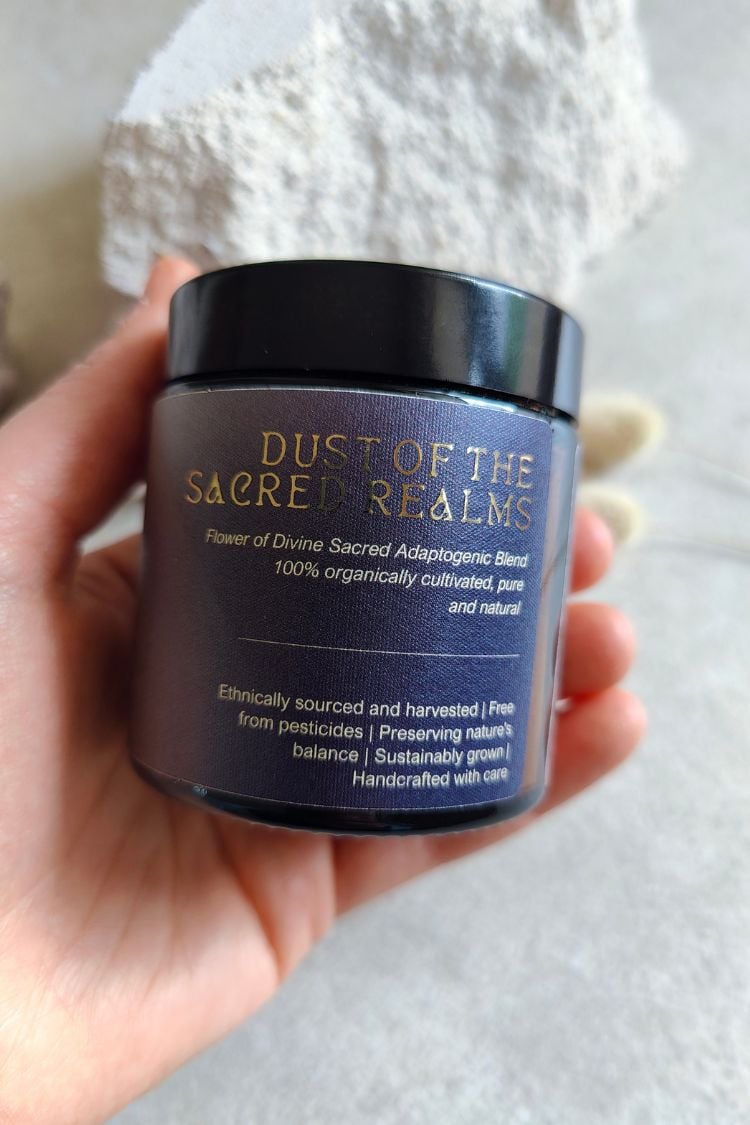 DUST OF THE
SACRED REALMS
Flower of Divine Sacred Adaptogenic Blend
100% organically cultivated, pure
and natural
Ethnically sourced and harvested | Free
from pesticides | Preserving nature's
balance | Sustainably grown |
Handcrafted with care